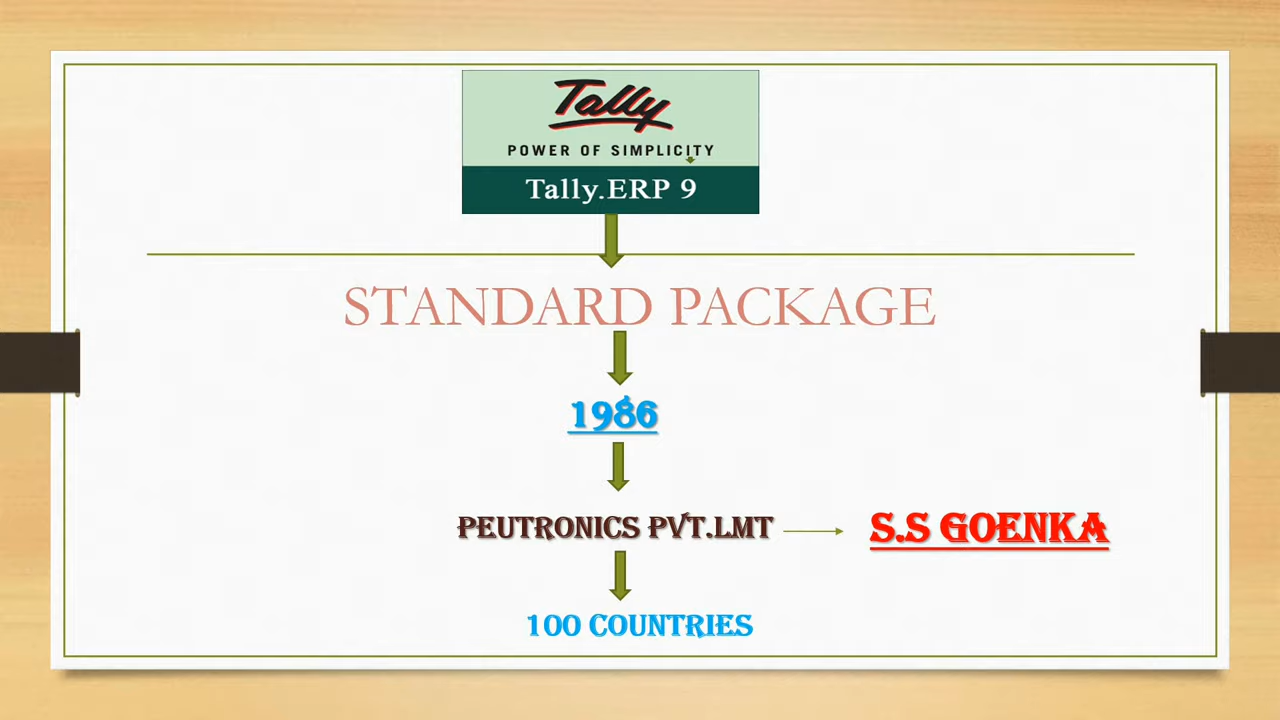 Tally
POWER OF SIMPLICITY
Tally.ERP 9
STANDARD PACKAGE
1986
PEUTRONICS PVT.LMT
S.S GOENKA
100 COUNTRIES